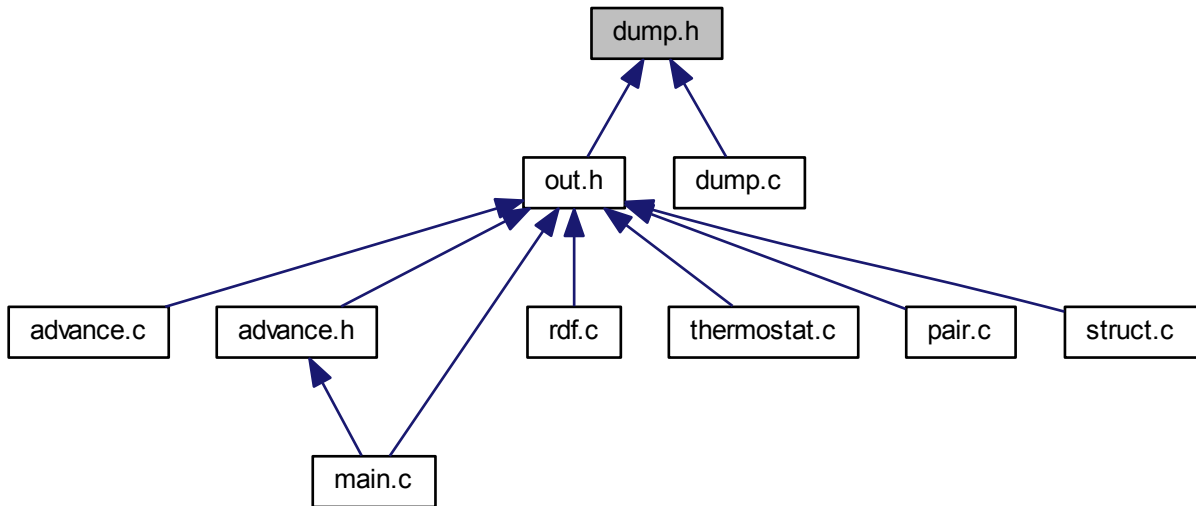 dump.h
out.h
dump.c
advance.c
advance.h
rdf.c
thermostat.c
pair.c
struct.c
main.c